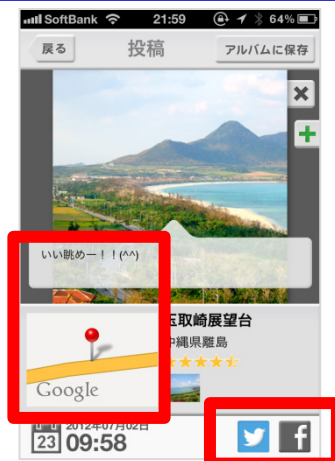 SoftBank 21:59 64%
戻る 投稿 アルバムに保存
いい眺めー！！(^^)
玉取崎展望台
沖縄県離島
Google
2012年07月02日
23 09:58